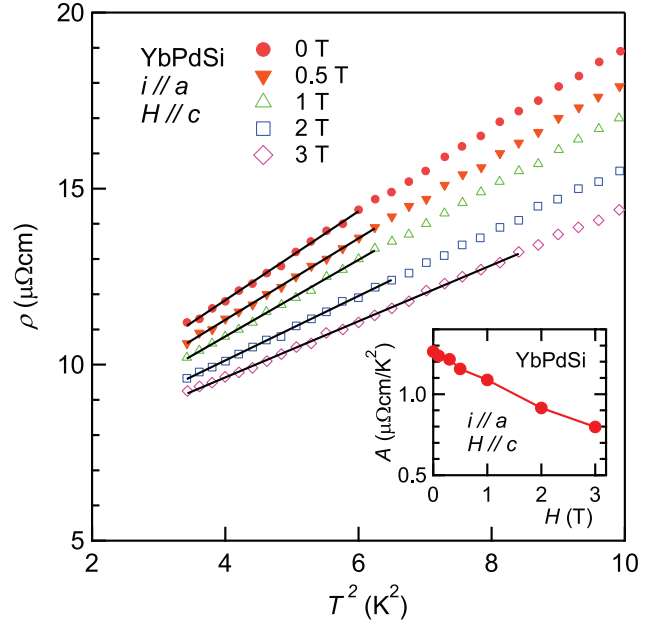 20
15
10
5
ρ (μΩcm)
YbPdSi
i // a
H // c
0 T
0.5 T
1 T
2 T
3 T
YbPdSi
i // a
H // c
1.0
0.5
A (μΩcm/K²)
0 1 2 3
H (T)
2 4 6 8 10
T² (K²)